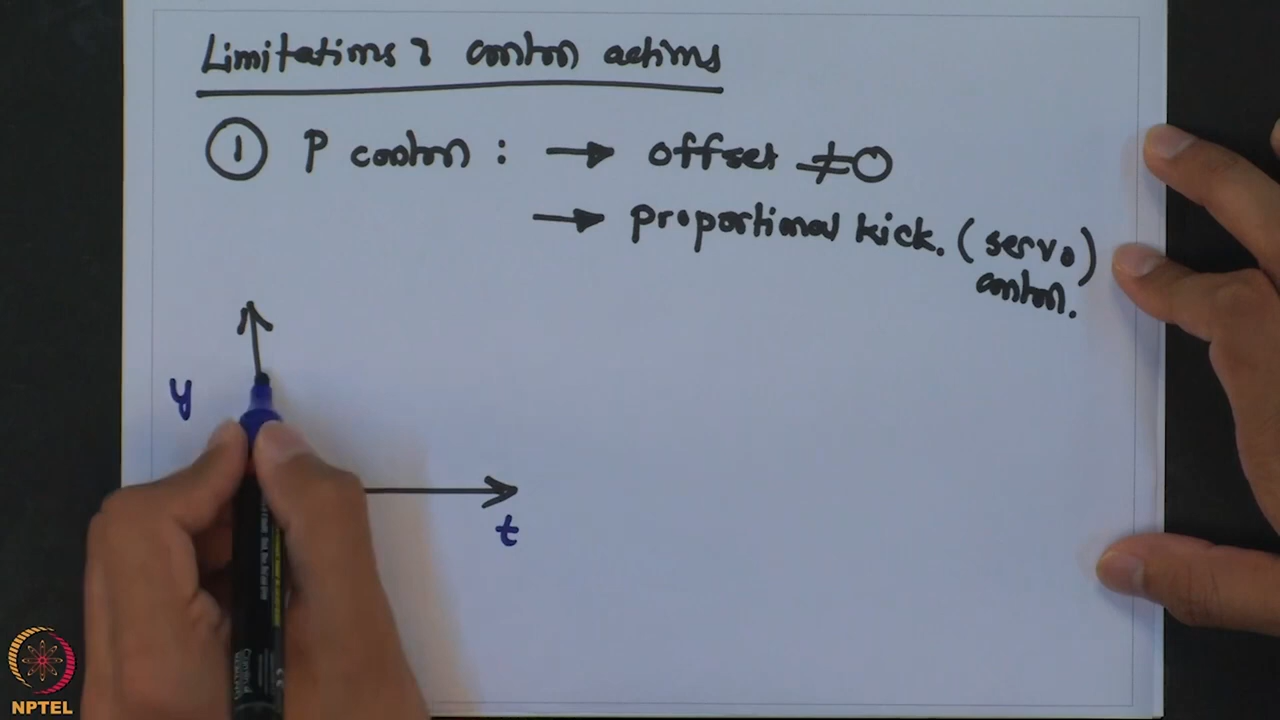 Limitations of control actions
① P control : → offset ≠0
→ proportional kick. (servo)
control.
y
t
NPTEL